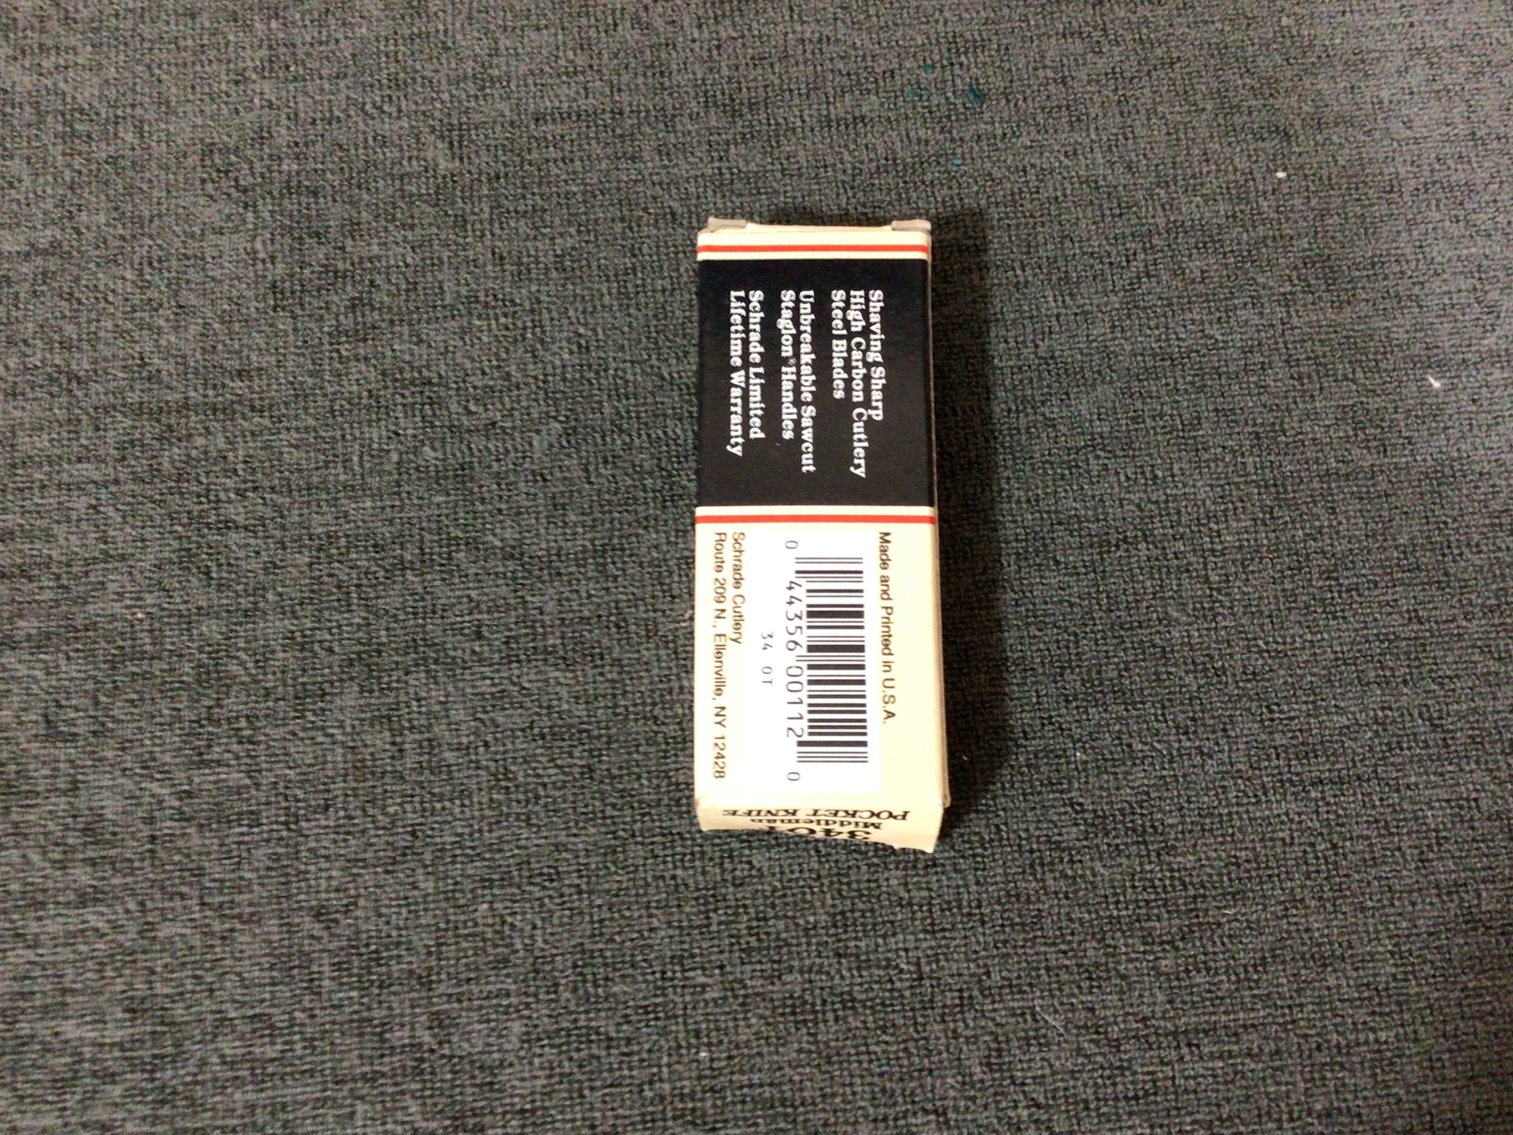 Shaving Sharp
High Carbon Cutlery
Steel Blades
Unbreakable Sawcut
Staglon® Handles
Schrade Limited
Lifetime Warranty
Made and Printed in U.S.A.
0 44356 00112 0
34 OT
Schrade Cutlery
Route 209 N., Ellenville, NY 12428
34OT
Middleman
POCKET KNIFE